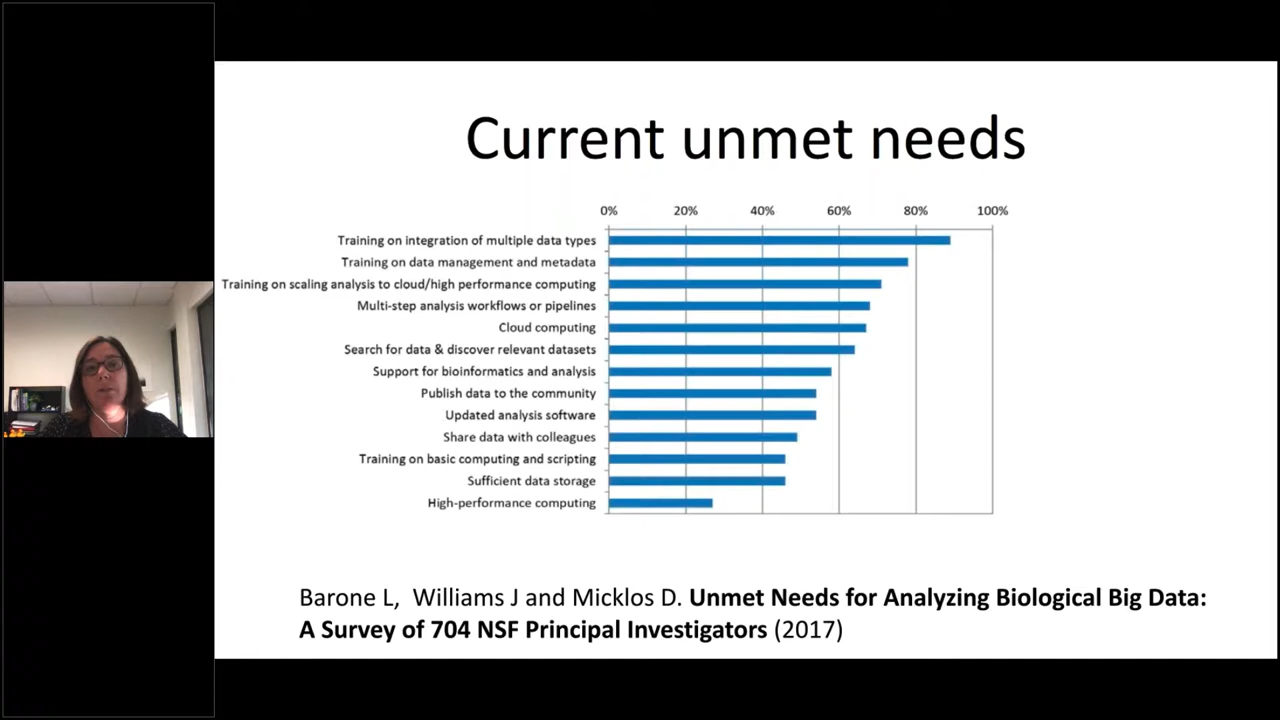 Current unmet needs
0% 20% 40% 60% 80% 100%
Training on integration of multiple data types
Training on data management and metadata
Training on scaling analysis to cloud/high performance computing
Multi-step analysis workflows or pipelines
Cloud computing
Search for data & discover relevant datasets
Support for bioinformatics and analysis
Publish data to the community
Updated analysis software
Share data with colleagues
Training on basic computing and scripting
Sufficient data storage
High-performance computing
Barone L, Williams J and Micklos D. Unmet Needs for Analyzing Biological Big Data:
A Survey of 704 NSF Principal Investigators (2017)